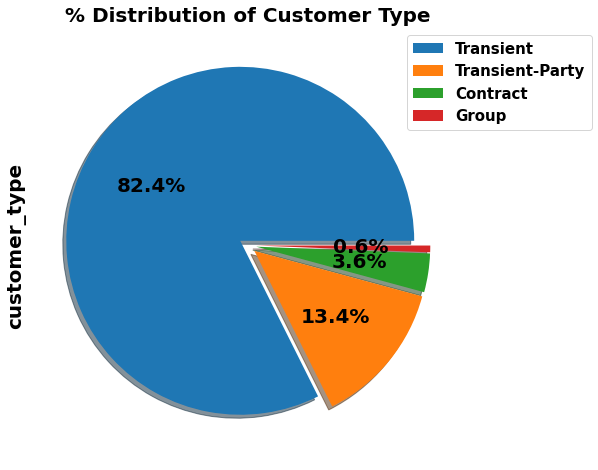 % Distribution of Customer Type
Transient
Transient-Party
Contract
Group
customer_type
82.4%
0.6%
3.6%
13.4%